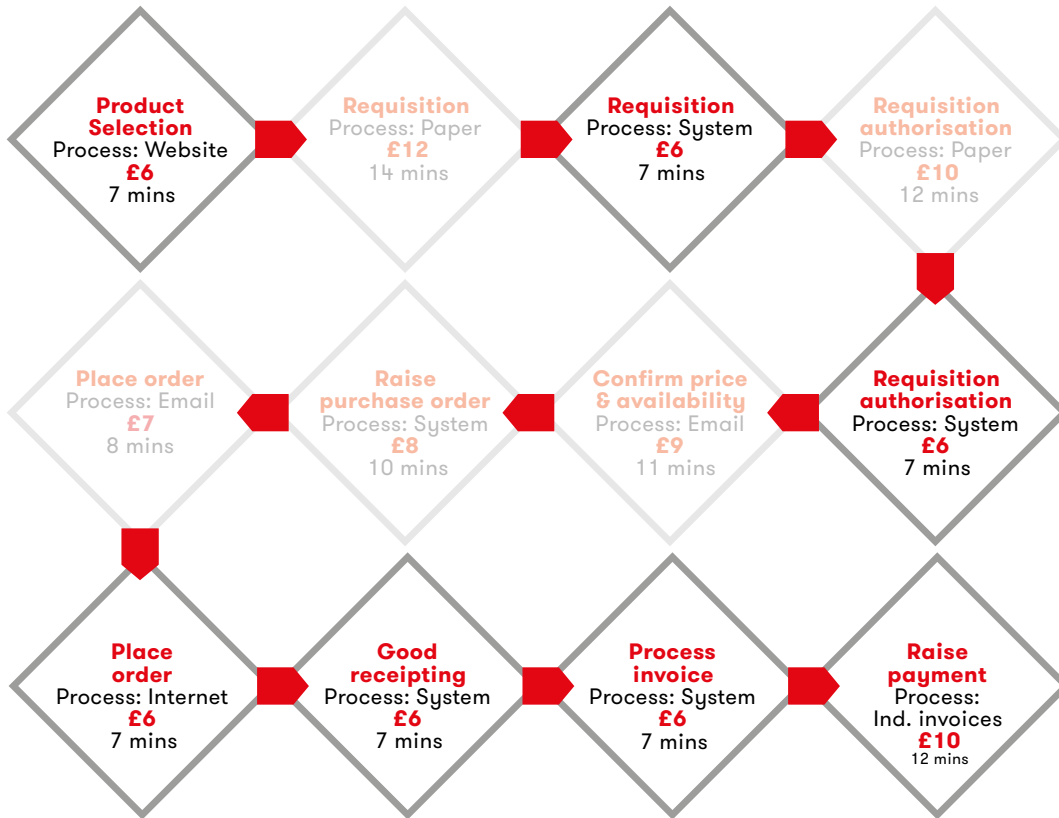 Product
Selection
Process: Website
£6
7 mins
Requisition
Process: Paper
£12
14 mins
Requisition
Process: System
£6
7 mins
Requisition
authorisation
Process: Paper
£10
12 mins
Place order
Process: Email
£7
8 mins
Raise
purchase order
Process: System
£8
10 mins
Confirm price
& availability
Process: Email
£9
11 mins
Requisition
authorisation
Process: System
£6
7 mins
Place
order
Process: Internet
£6
7 mins
Good
receipting
Process: System
£6
7 mins
Process
invoice
Process: System
£6
7 mins
Raise
payment
Process:
Ind. invoices
£10
12 mins